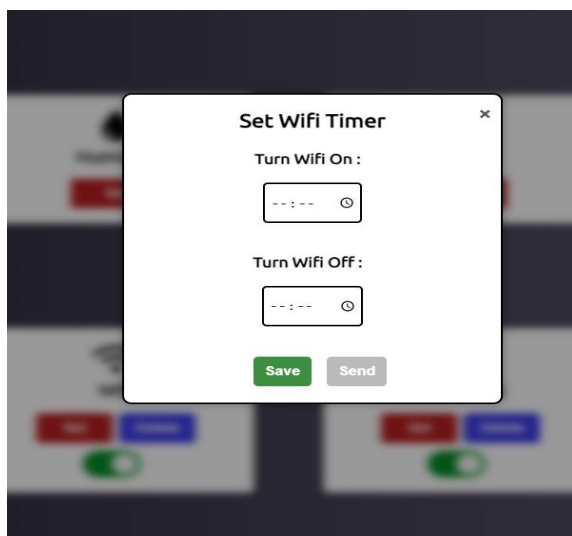 Set Wifi Timer
×
Turn Wifi On :
--:--
Turn Wifi Off :
--:--
Save Send